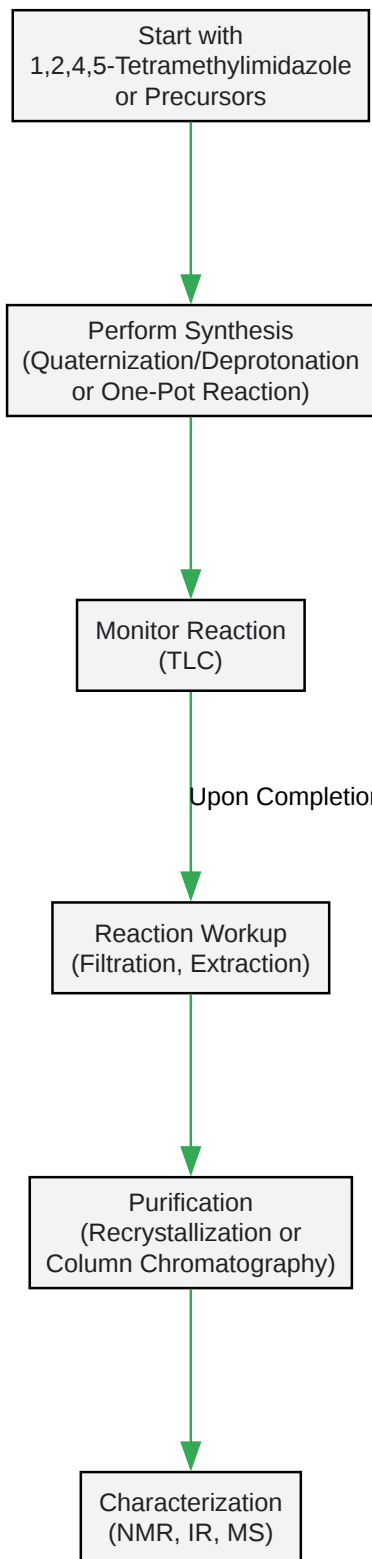 Start with
1,2,4,5-Tetramethylimidazole
or Precursors
Perform Synthesis
(Quaternization/Deprotonation
or One-Pot Reaction)
Monitor Reaction
(TLC)
Upon Completion
Reaction Workup
(Filtration, Extraction)
Purification
(Recrystallization or
Column Chromatography)
Characterization
(NMR, IR, MS)